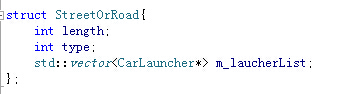 struct StreetOrRoad{
int length;
int type;
std::vector<CarLauncher*> m_laucherList;
};